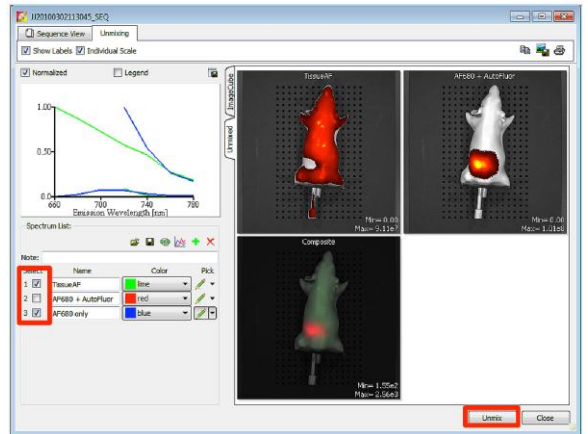 JJ20100302113045_SEQ
Sequence View Unmixing
Show Labels Individual Scale
Normalized Legend
1.00
0.50
0.0
660 700 740 780
Emission Wavelength [nm]
Spectrum List:
Note:
Select Name Color Pick
1 TissueAF lime
2 AF680 + AutoFluor red
3 AF680 only blue
ImageCube
Unmixed
TissueAF
Min= 0.00
Max= 9.11e7
AF680 + AutoFluor
Min= 0.00
Max= 1.01e8
Composite
Min= 1.55e2
Max= 2.56e3
Unmix Close